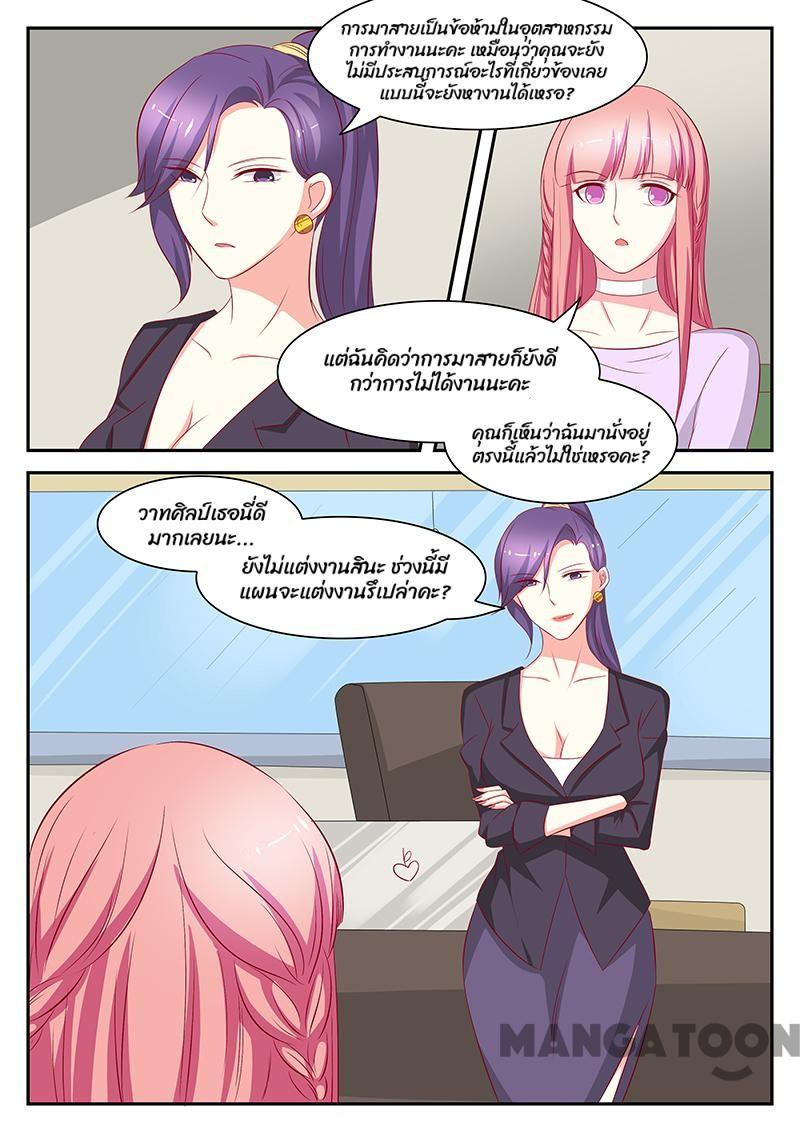 การมาสายเป็นข้อห้ามในอุตสาหกรรม
การทำงานนะคะ เหมือนว่าคุณจะยัง
ไม่มีประสบการณ์อะไรที่เกี่ยวข้องเลย
แบบนี้จะยังหางานได้เหรอ?
แต่ฉันคิดว่าการมาสายก็ยังดี
กว่าการไม่ได้งานนะคะ
คุณก็เห็นว่าฉันมานั่งอยู่
ตรงนี้แล้วไม่ใช่เหรอคะ?
วาทศิลป์เธอนี่ดี
มากเลยนะ...
ยังไม่แต่งงานสินะ ช่วงนี้มี
แผนจะแต่งงานรึเปล่าคะ?
MANGATOON